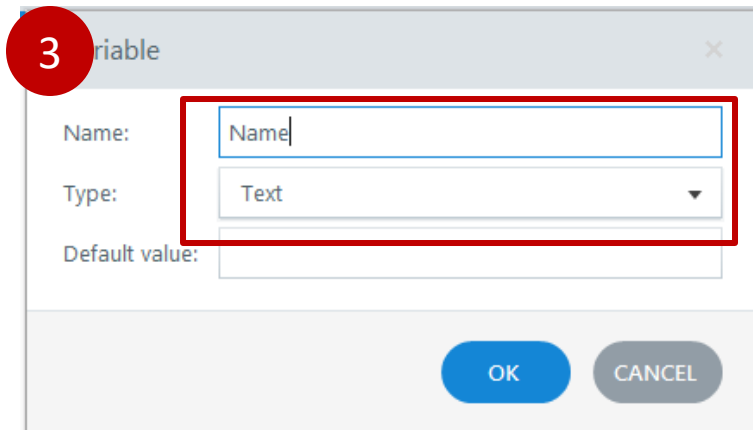 3
riable
×
Name: Name
Type: Text
Default value:
OK CANCEL